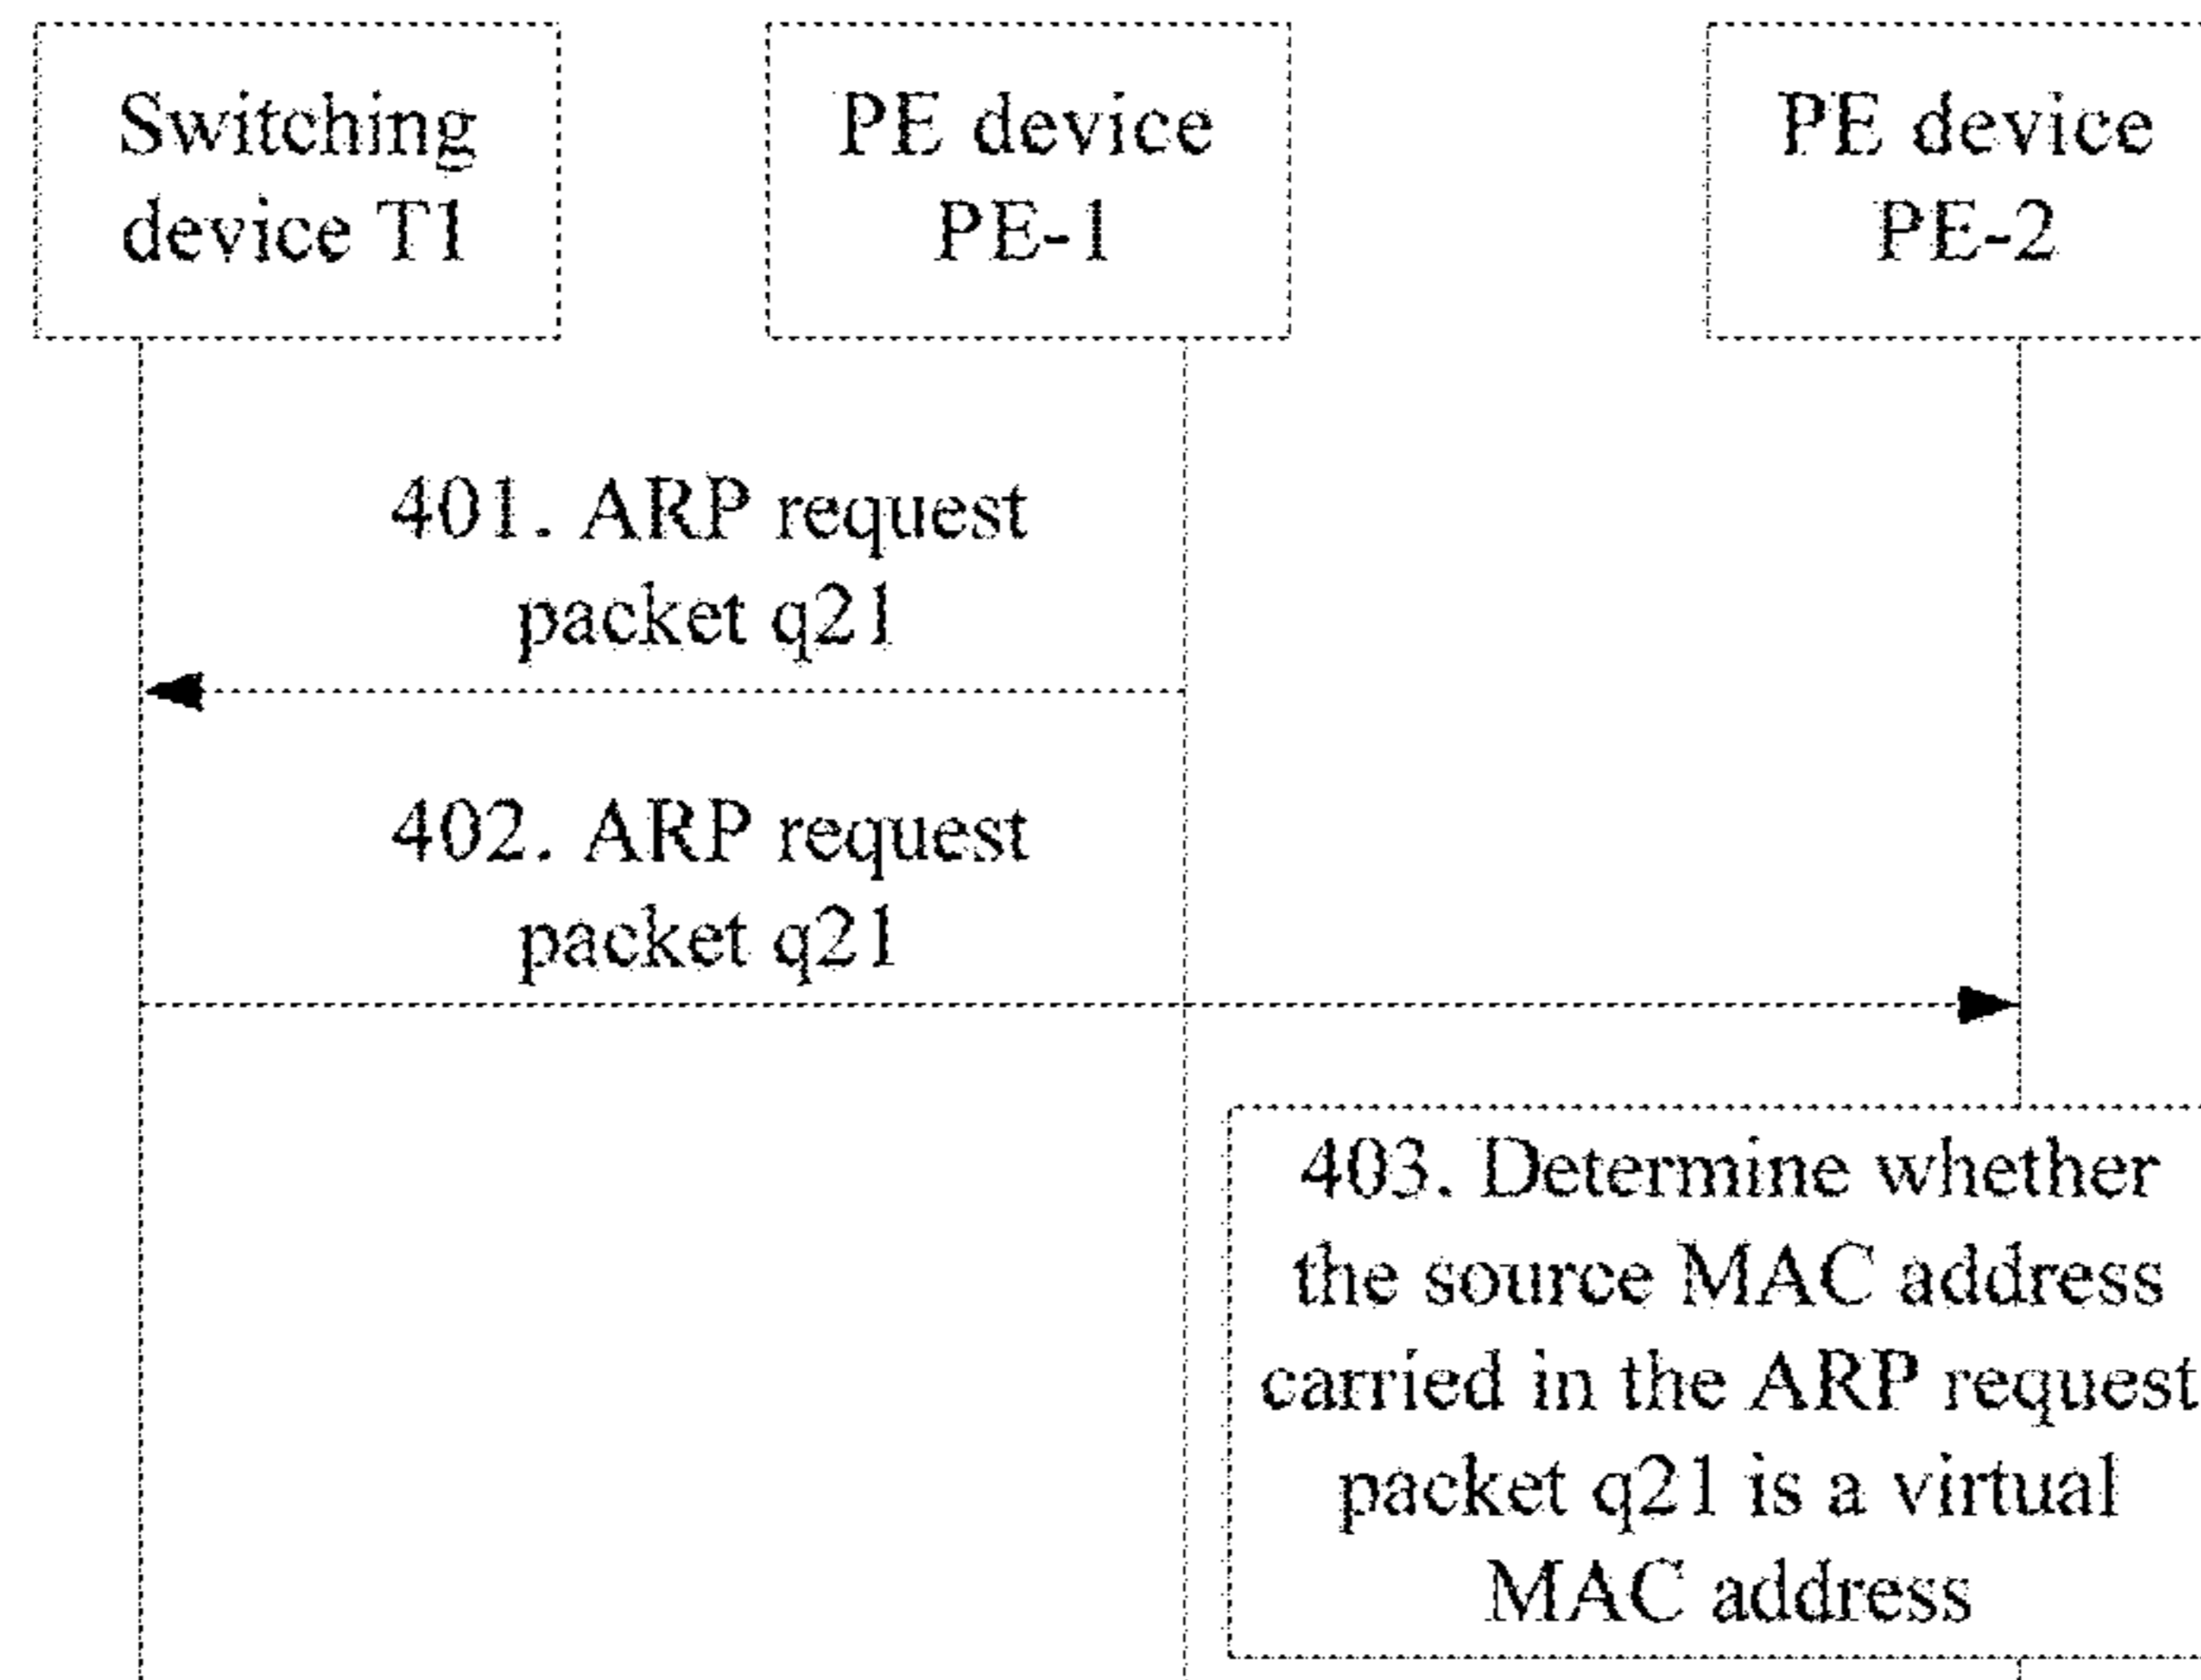 Switching
device T1
PE device
PE-1
PE device
PE-2
401. ARP request
packet q21
402. ARP request
packet q21
403. Determine whether
the source MAC address
carried in the ARP request
packet q21 is a virtual
MAC address